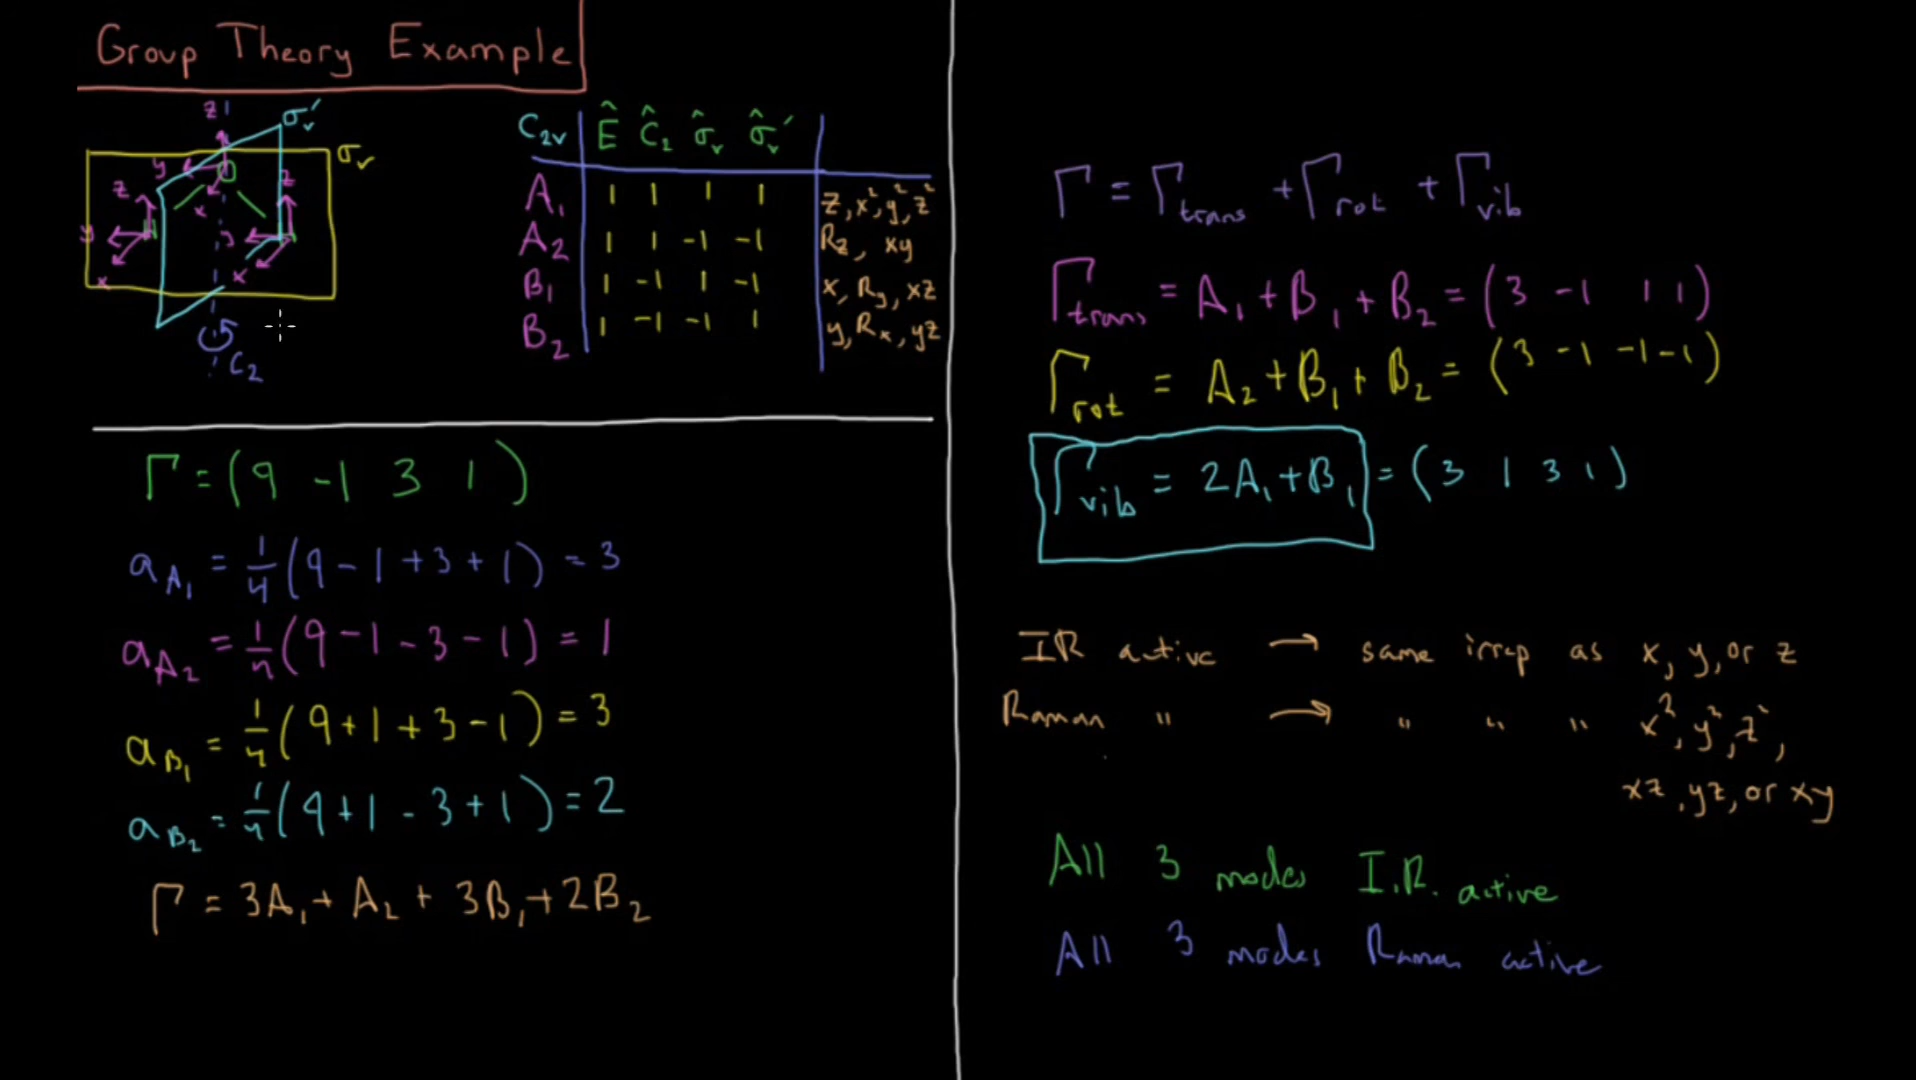 Group Theory Example
z σv'
σv
y O
z x z
y H y H
x x
C2
C2v Ê Ĉ2 σ̂v σ̂v'
A1 1 1 1 1 z, x², y², z²
A2 1 1 -1 -1 Rz, xy
B1 1 -1 1 -1 x, Ry, xz
B2 1 -1 -1 1 y, Rx, yz
Γ = (9 -1 3 1)
aA1 = 1/4 (9 - 1 + 3 + 1) = 3
aA2 = 1/4 (9 - 1 - 3 - 1) = 1
aB1 = 1/4 (9 + 1 + 3 - 1) = 3
aB2 = 1/4 (9 + 1 - 3 + 1) = 2
Γ = 3A1 + A2 + 3B1 + 2B2
Γ = Γtrans + Γrot + Γvib
Γtrans = A1 + B1 + B2 = (3 -1 1 1)
Γrot = A2 + B1 + B2 = (3 -1 -1 -1)
Γvib = 2A1 + B1 = (3 1 3 1)
IR active → same irrep as x, y, or z
Raman " → " " " x², y², z²,
xz, yz, or xy
All 3 modes I.R. active
All 3 modes Raman active